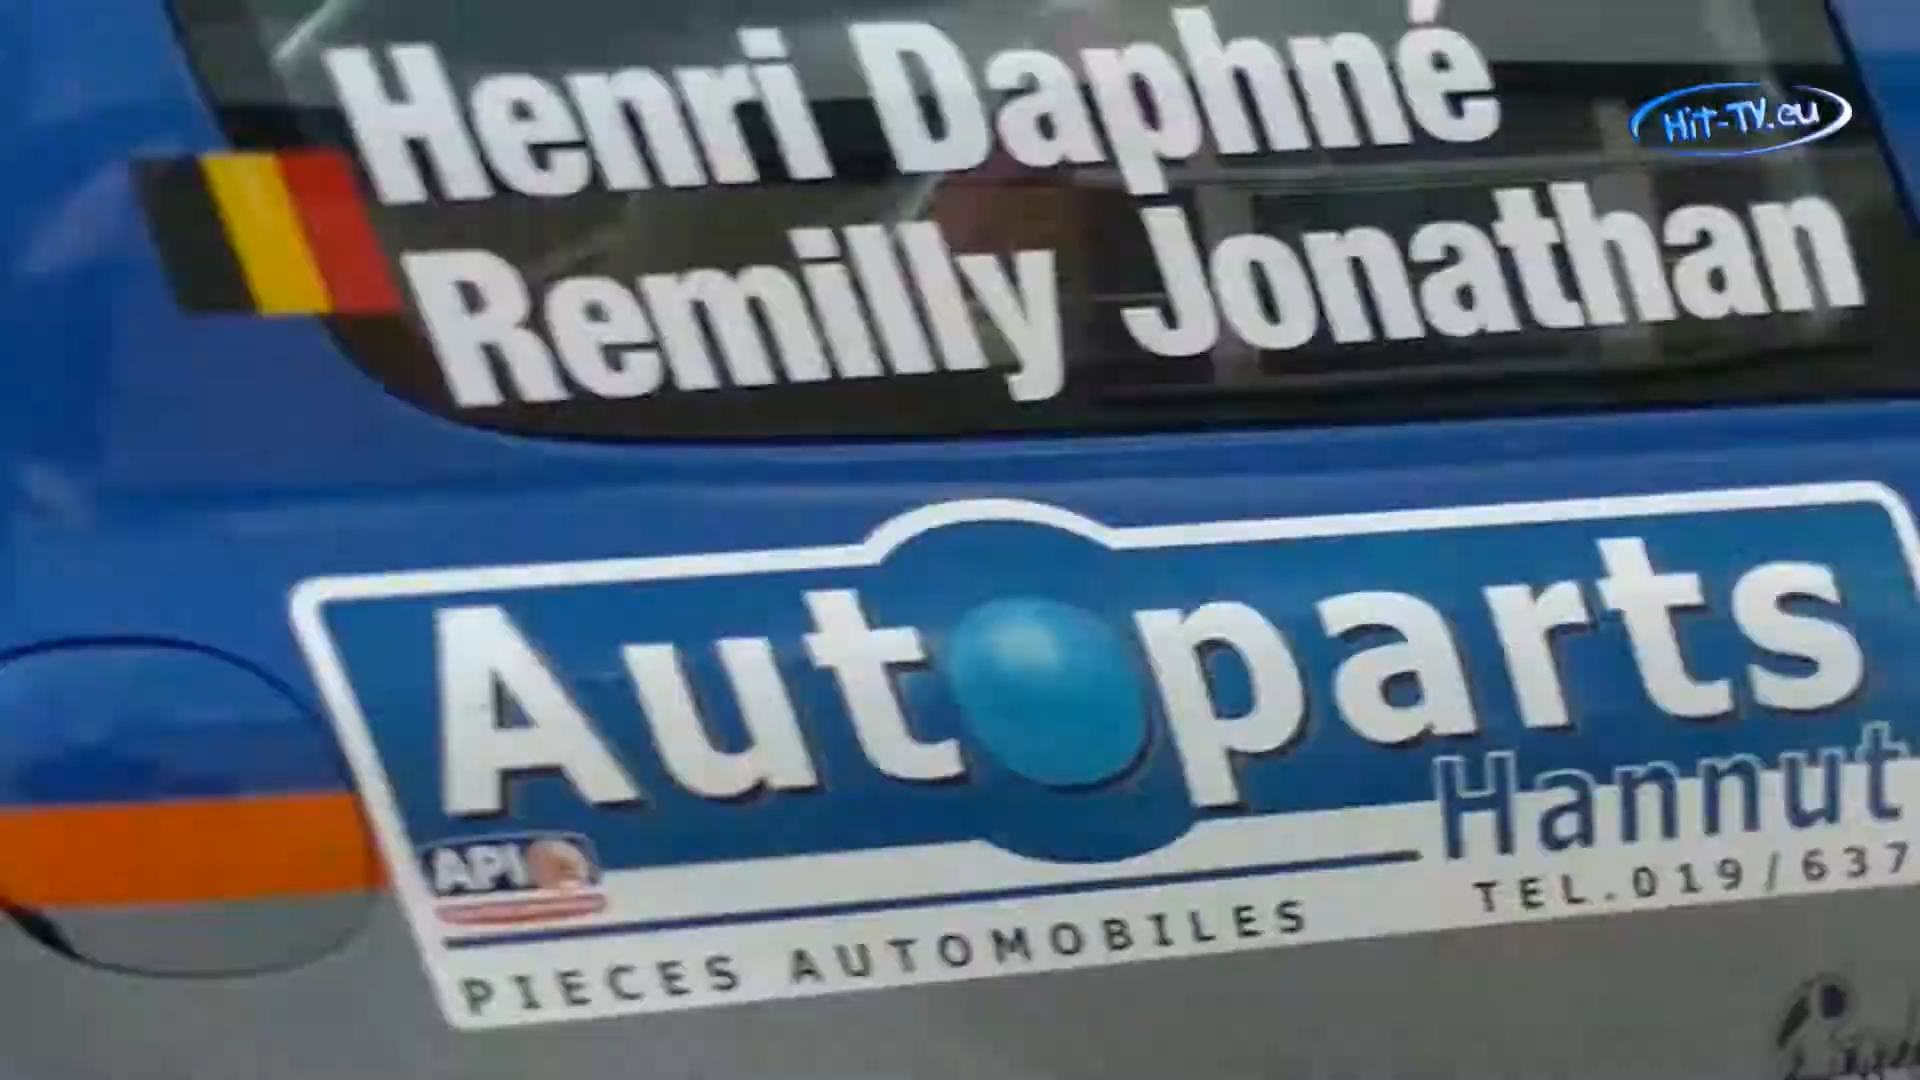 Henri Daphné
Hit-TV.eu
Remilly Jonathan
Autoparts
Hannut
API
TEL.019/637
PIECES AUTOMOBILES